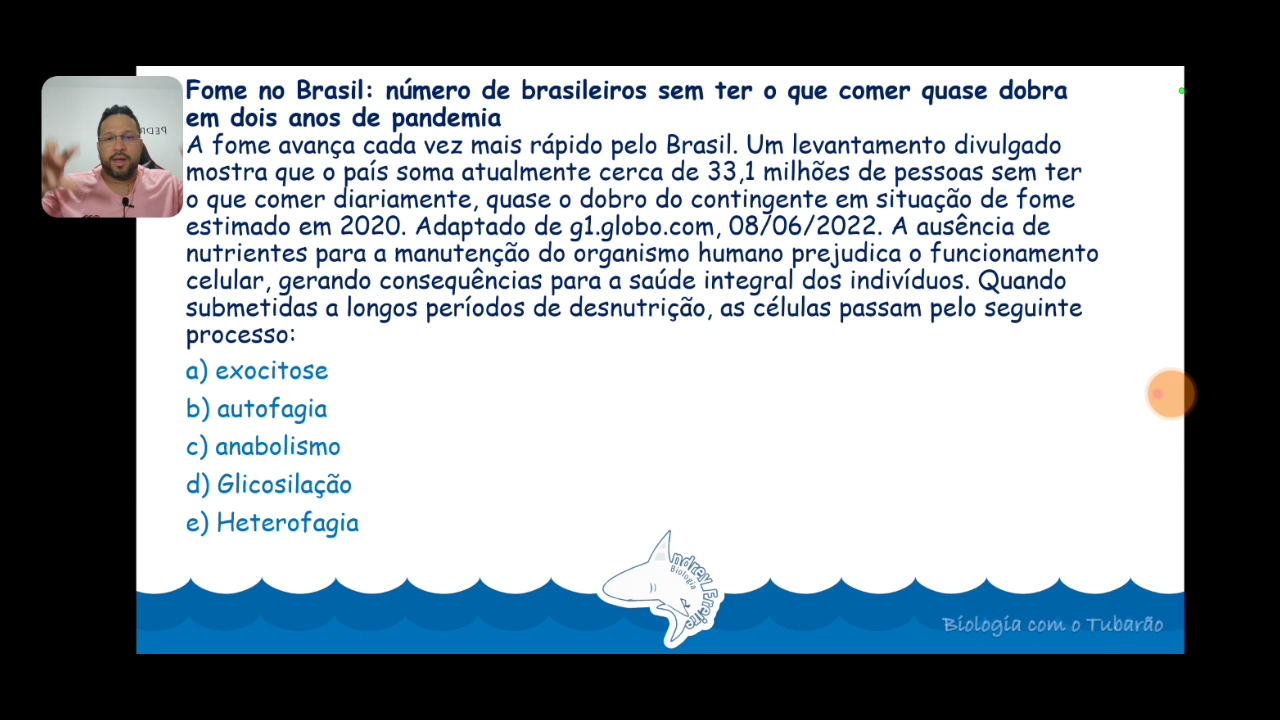 Fome no Brasil: número de brasileiros sem ter o que comer quase dobra
em dois anos de pandemia
A fome avança cada vez mais rápido pelo Brasil. Um levantamento divulgado
mostra que o país soma atualmente cerca de 33,1 milhões de pessoas sem ter
o que comer diariamente, quase o dobro do contingente em situação de fome
estimado em 2020. Adaptado de g1.globo.com, 08/06/2022. A ausência de
nutrientes para a manutenção do organismo humano prejudica o funcionamento
celular, gerando consequências para a saúde integral dos indivíduos. Quando
submetidas a longos períodos de desnutrição, as células passam pelo seguinte
processo:
a) exocitose
b) autofagia
c) anabolismo
d) Glicosilação
e) Heterofagia
Biologia
Biologia com o Tubarão